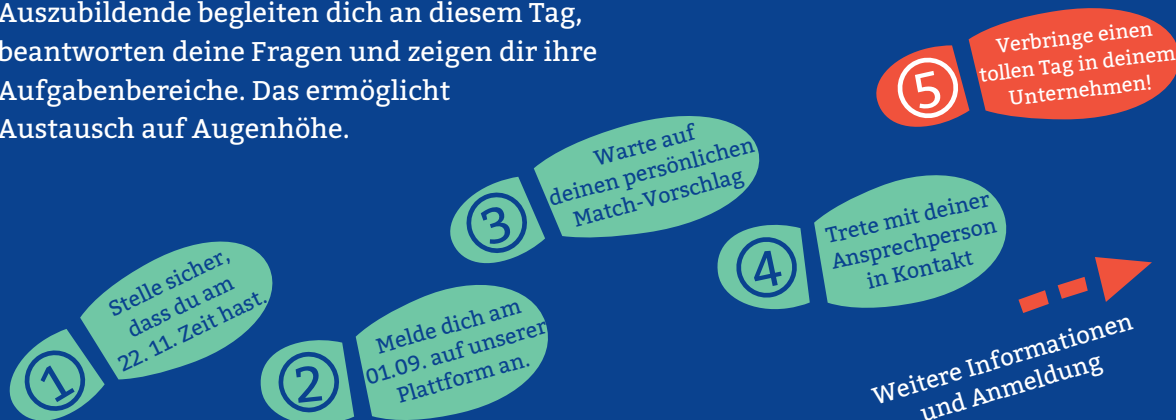 Auszubildende begleiten dich an diesem Tag,
beantworten deine Fragen und zeigen dir ihre
Aufgabenbereiche. Das ermöglicht
Austausch auf Augenhöhe.
1
Stelle sicher,
dass du am
22. 11. Zeit hast.
2
Melde dich am
01.09. auf unserer
Plattform an.
3
Warte auf
deinen persönlichen
Match-Vorschlag
4
Trete mit deiner
Ansprechperson
in Kontakt
5
Verbringe einen
tollen Tag in deinem
Unternehmen!
Weitere Informationen
und Anmeldung